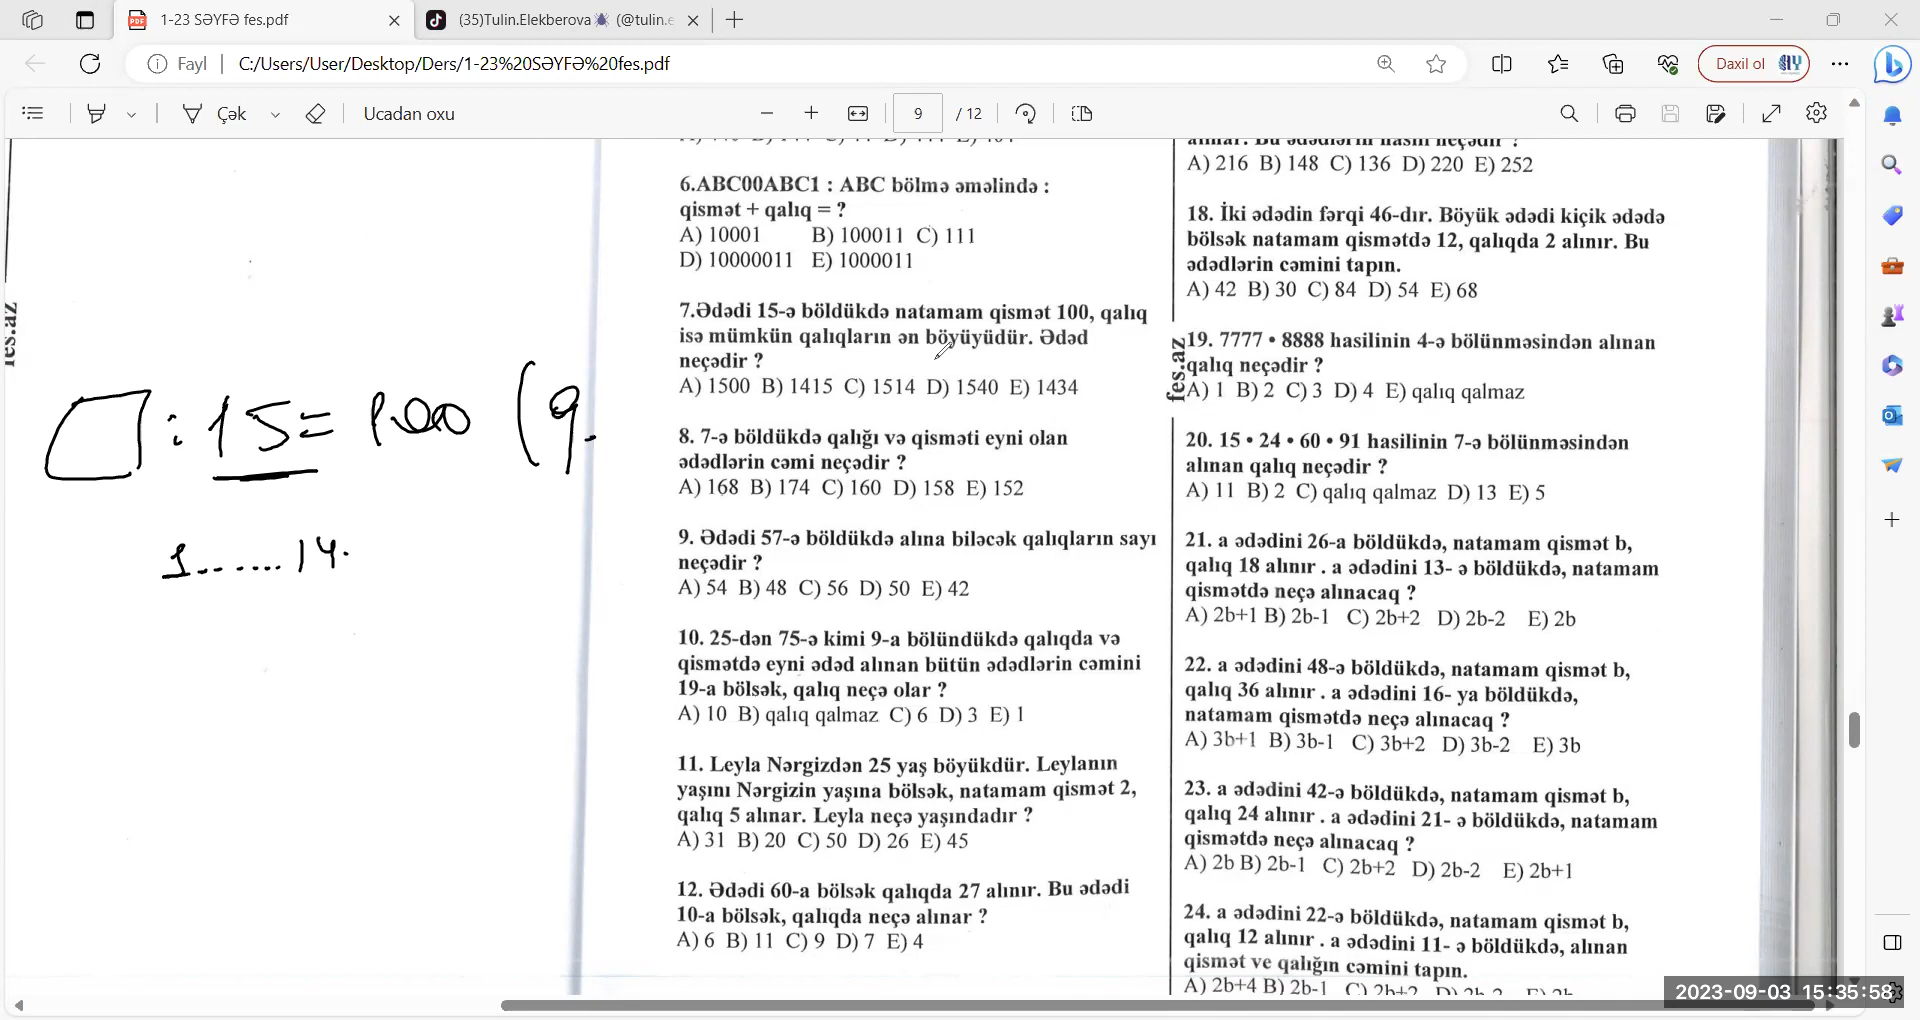 1-23 SƏYFƏ fes.pdf
(35)Tulin.Elekberova🕷 (@tulin.e
Fayl
C:/Users/User/Desktop/Ders/1-23%20SƏYFƏ%20fes.pdf
Daxil ol
Çək
Ucadan oxu
9 / 12
6.ABC00ABC1 : ABC bölmə əməlində :
qismət + qalıq = ?
A) 10001 B) 100011 C) 111
D) 10000011 E) 1000011
7.Ədədi 15-ə böldükdə natamam qismət 100, qalıq
isə mümkün qalıqların ən böyüyüdür. Ədəd
neçədir ?
A) 1500 B) 1415 C) 1514 D) 1540 E) 1434
8. 7-ə böldükdə qalığı və qisməti eyni olan
ədədlərin cəmi neçədir ?
A) 168 B) 174 C) 160 D) 158 E) 152
9. Ədədi 57-ə böldükdə alına biləcək qalıqların sayı
neçədir ?
A) 54 B) 48 C) 56 D) 50 E) 42
10. 25-dən 75-ə kimi 9-a bölündükdə qalıqda və
qismətdə eyni ədəd alınan bütün ədədlərin cəmini
19-a bölsək, qalıq neçə olar ?
A) 10 B) qalıq qalmaz C) 6 D) 3 E) 1
11. Leyla Nərgizdən 25 yaş böyükdür. Leylanın
yaşını Nərgizin yaşına bölsək, natamam qismət 2,
qalıq 5 alınar. Leyla neçə yaşındadır ?
A) 31 B) 20 C) 50 D) 26 E) 45
12. Ədədi 60-a bölsək qalıqda 27 alınır. Bu ədədi
10-a bölsək, qalıqda neçə alınar ?
A) 6 B) 11 C) 9 D) 7 E) 4
alınar. Bu ədədlərin hasili neçədir ?
A) 216 B) 148 C) 136 D) 220 E) 252
18. İki ədədin fərqi 46-dır. Böyük ədədi kiçik ədədə
bölsək natamam qismətdə 12, qalıqda 2 alınır. Bu
ədədlərin cəmini tapın.
A) 42 B) 30 C) 84 D) 54 E) 68
19. 7777 • 8888 hasilinin 4-ə bölünməsindən alınan
qalıq neçədir ?
A) 1 B) 2 C) 3 D) 4 E) qalıq qalmaz
20. 15 • 24 • 60 • 91 hasilinin 7-ə bölünməsindən
alınan qalıq neçədir ?
A) 11 B) 2 C) qalıq qalmaz D) 13 E) 5
21. a ədədini 26-a böldükdə, natamam qismət b,
qalıq 18 alınır . a ədədini 13- ə böldükdə, natamam
qismətdə neçə alınacaq ?
A) 2b+1 B) 2b-1 C) 2b+2 D) 2b-2 E) 2b
22. a ədədini 48-ə böldükdə, natamam qismət b,
qalıq 36 alınır . a ədədini 16- ya böldükdə,
natamam qismətdə neçə alınacaq ?
A) 3b+1 B) 3b-1 C) 3b+2 D) 3b-2 E) 3b
23. a ədədini 42-ə böldükdə, natamam qismət b,
qalıq 24 alınır . a ədədini 21- ə böldükdə, natamam
qismətdə neçə alınacaq ?
A) 2b B) 2b-1 C) 2b+2 D) 2b-2 E) 2b+1
24. a ədədini 22-ə böldükdə, natamam qismət b,
qalıq 12 alınır . a ədədini 11- ə böldükdə, alınan
qismət ve qalığın cəmini tapın.
A) 2b+4 B) 2b-1 C) 2b+2 D) 2b-2 E) 2b
fes.az
fes.az
: 15 = 100 (q.
1....... 14.
2023-09-03 15:35:58